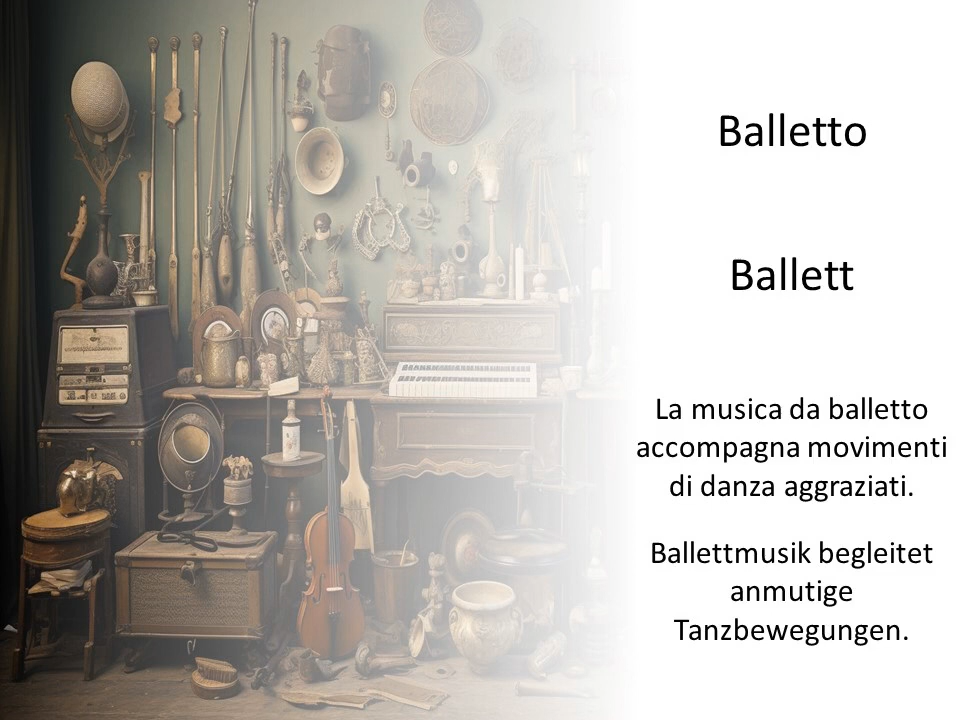 Balletto
Ballett
La musica da balletto
accompagna movimenti
di danza aggraziati.
Ballettmusik begleitet
anmutige
Tanzbewegungen.